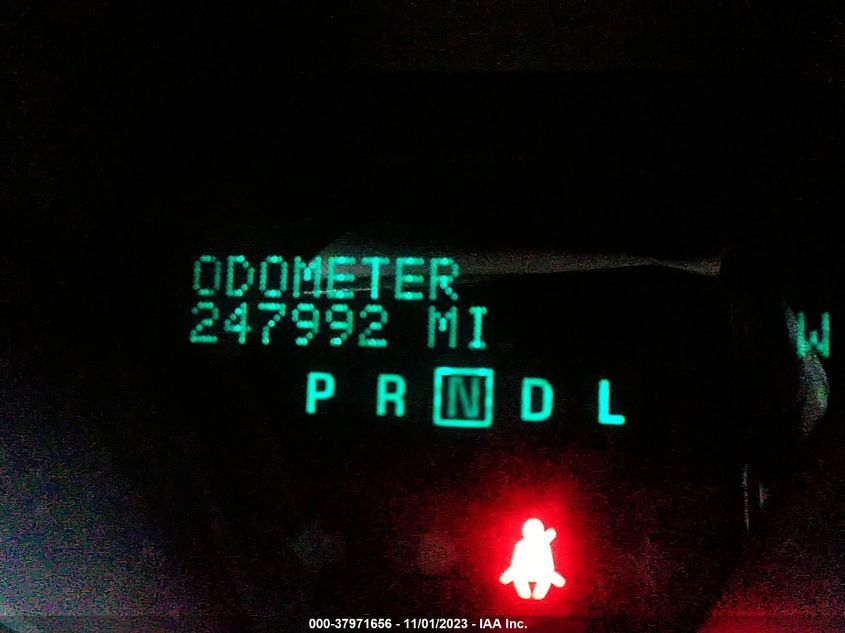 ODOMETER
247992 MI
W
P R N D L
000-37971656 - 11/01/2023 - IAA Inc.